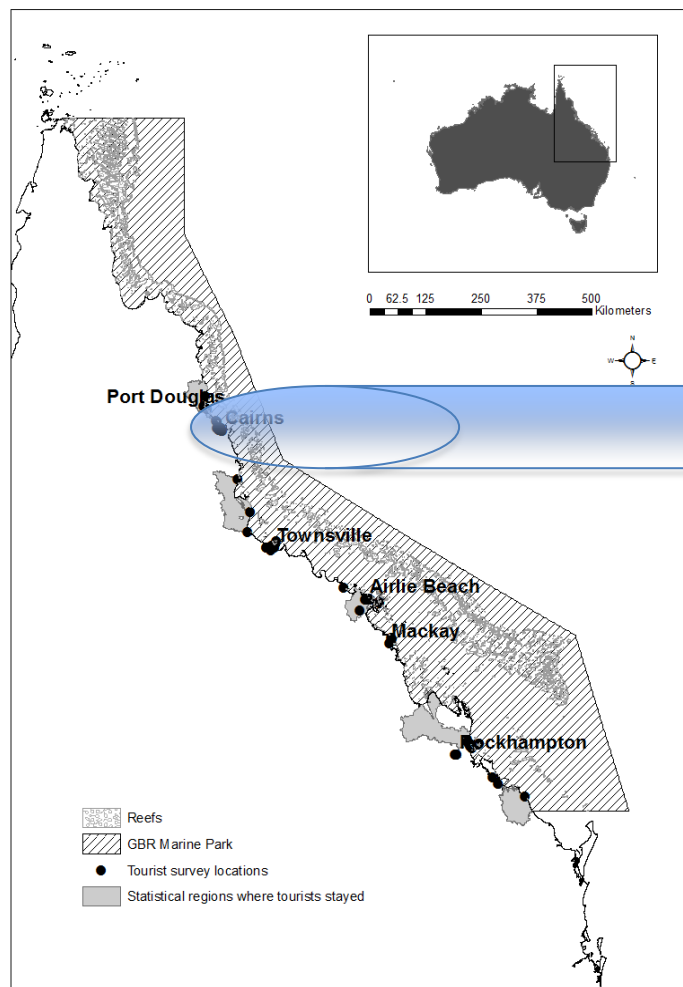 0 62.5 125 250 375 500
Kilometers
N
W E
S
Port Douglas
Cairns
Townsville
Airlie Beach
Mackay
Rockhampton
Reefs
GBR Marine Park
Tourist survey locations
Statistical regions where tourists stayed